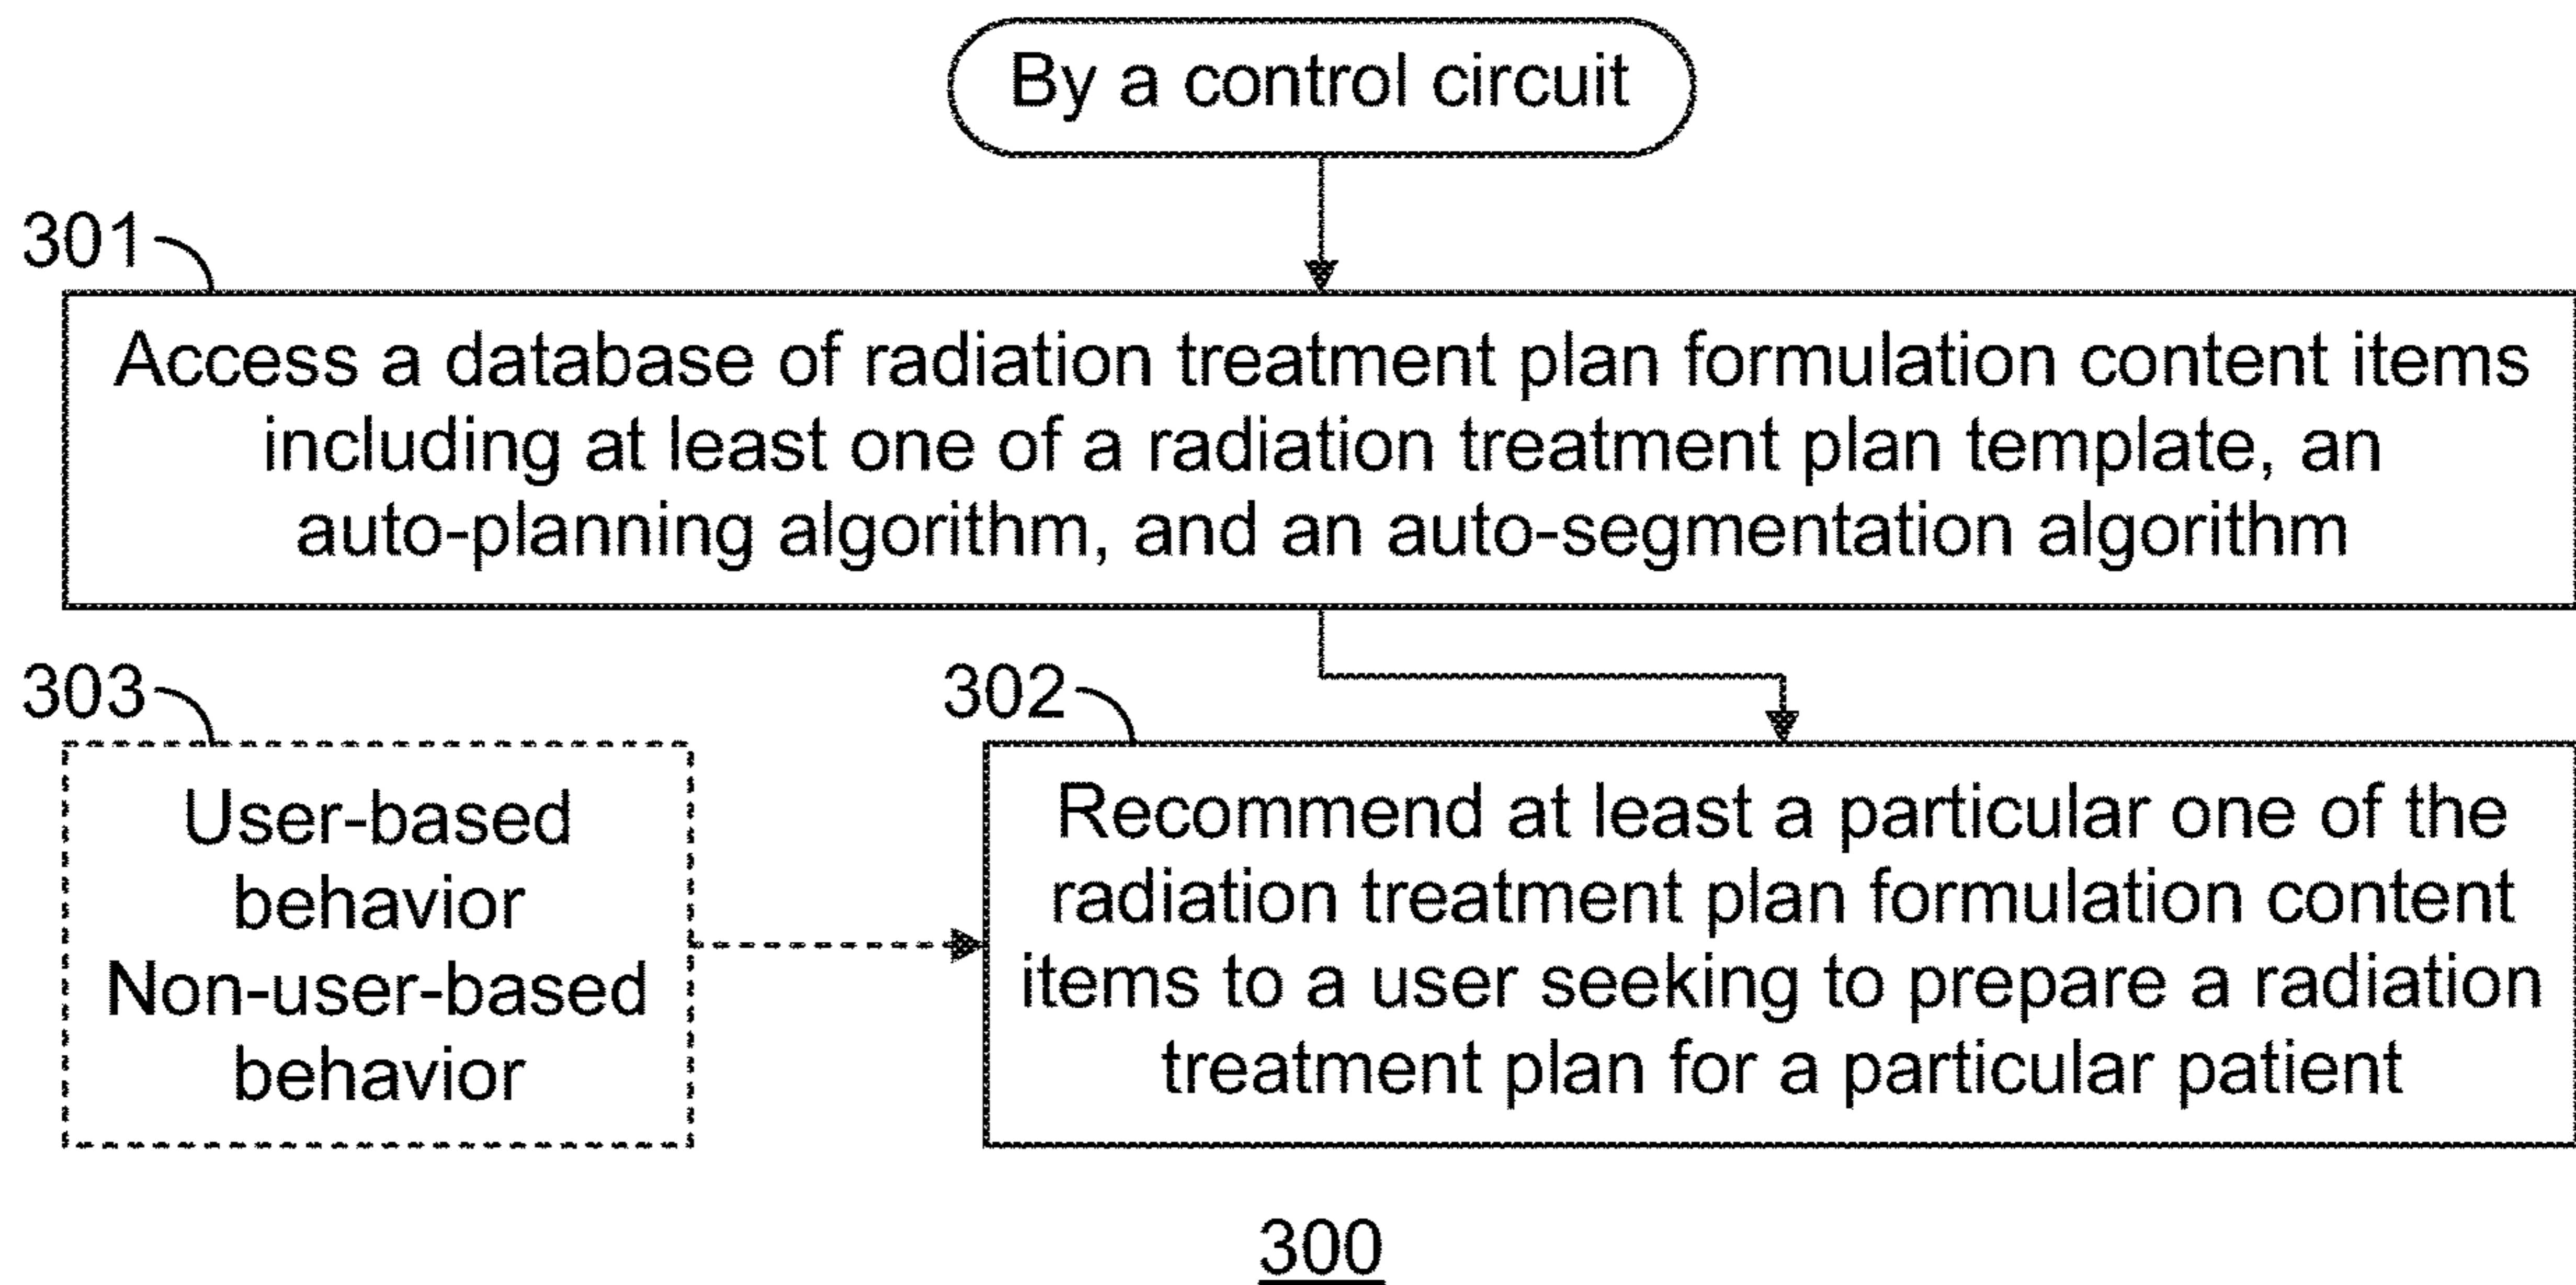 By a control circuit
301
Access a database of radiation treatment plan formulation content items
including at least one of a radiation treatment plan template, an
auto-planning algorithm, and an auto-segmentation algorithm
303
User-based
behavior
Non-user-based
behavior
302
Recommend at least a particular one of the
radiation treatment plan formulation content
items to a user seeking to prepare a radiation
treatment plan for a particular patient
300